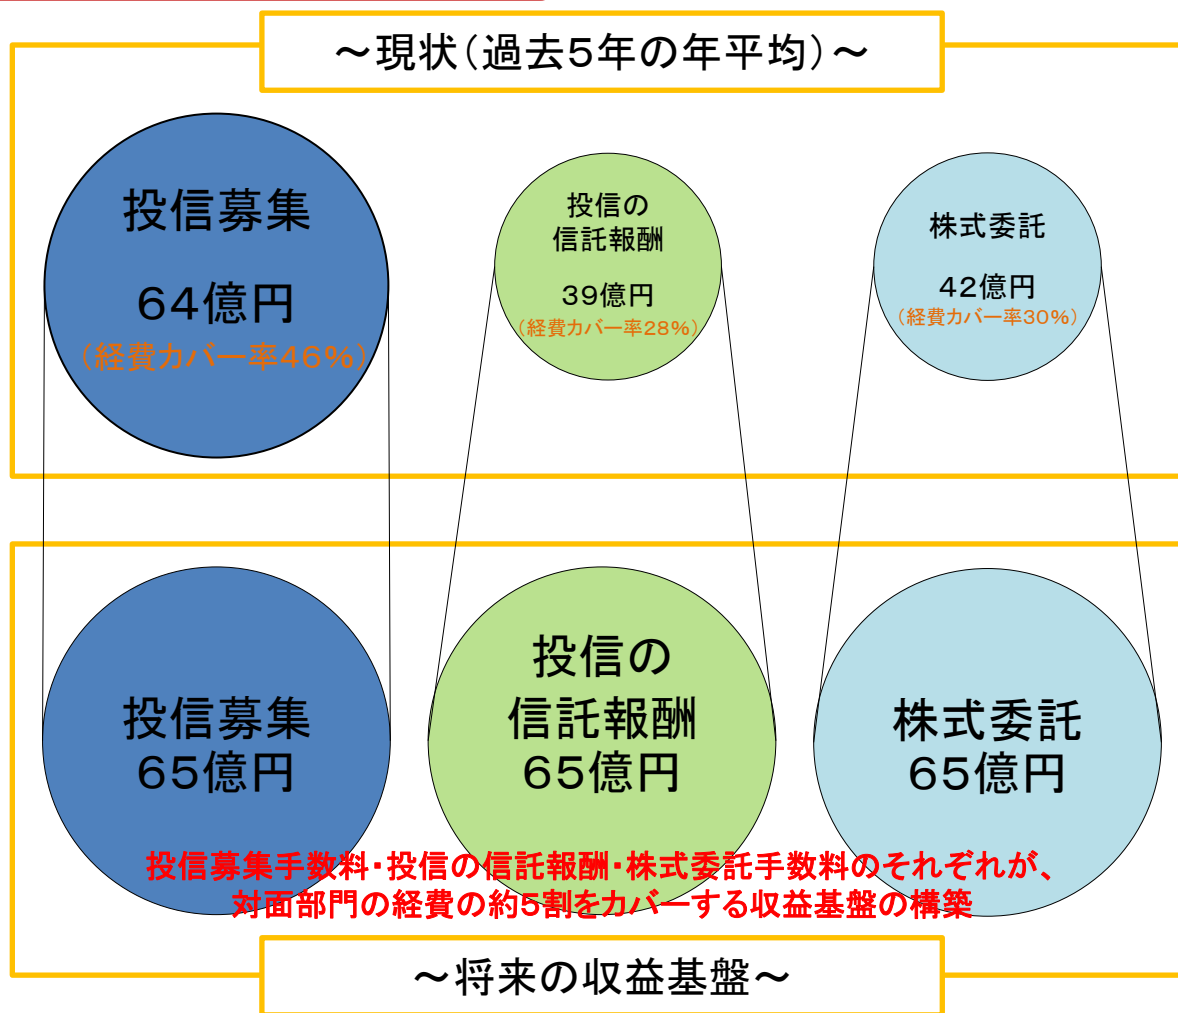 ～現状（過去５年の年平均）～
投信募集
64億円
（経費カバー率46%）
投信の
信託報酬
39億円
（経費カバー率28%）
株式委託
42億円
（経費カバー率30%）
投信募集
65億円
投信の
信託報酬
65億円
株式委託
65億円
投信募集手数料・投信の信託報酬・株式委託手数料のそれぞれが、
対面部門の経費の約5割をカバーする収益基盤の構築
～将来の収益基盤～